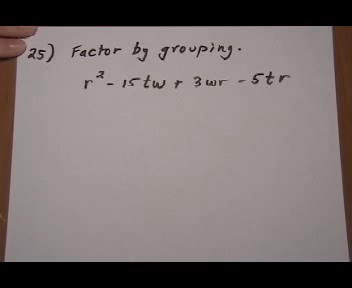 25) Factor by grouping.
r² - 15tw + 3wr - 5tr